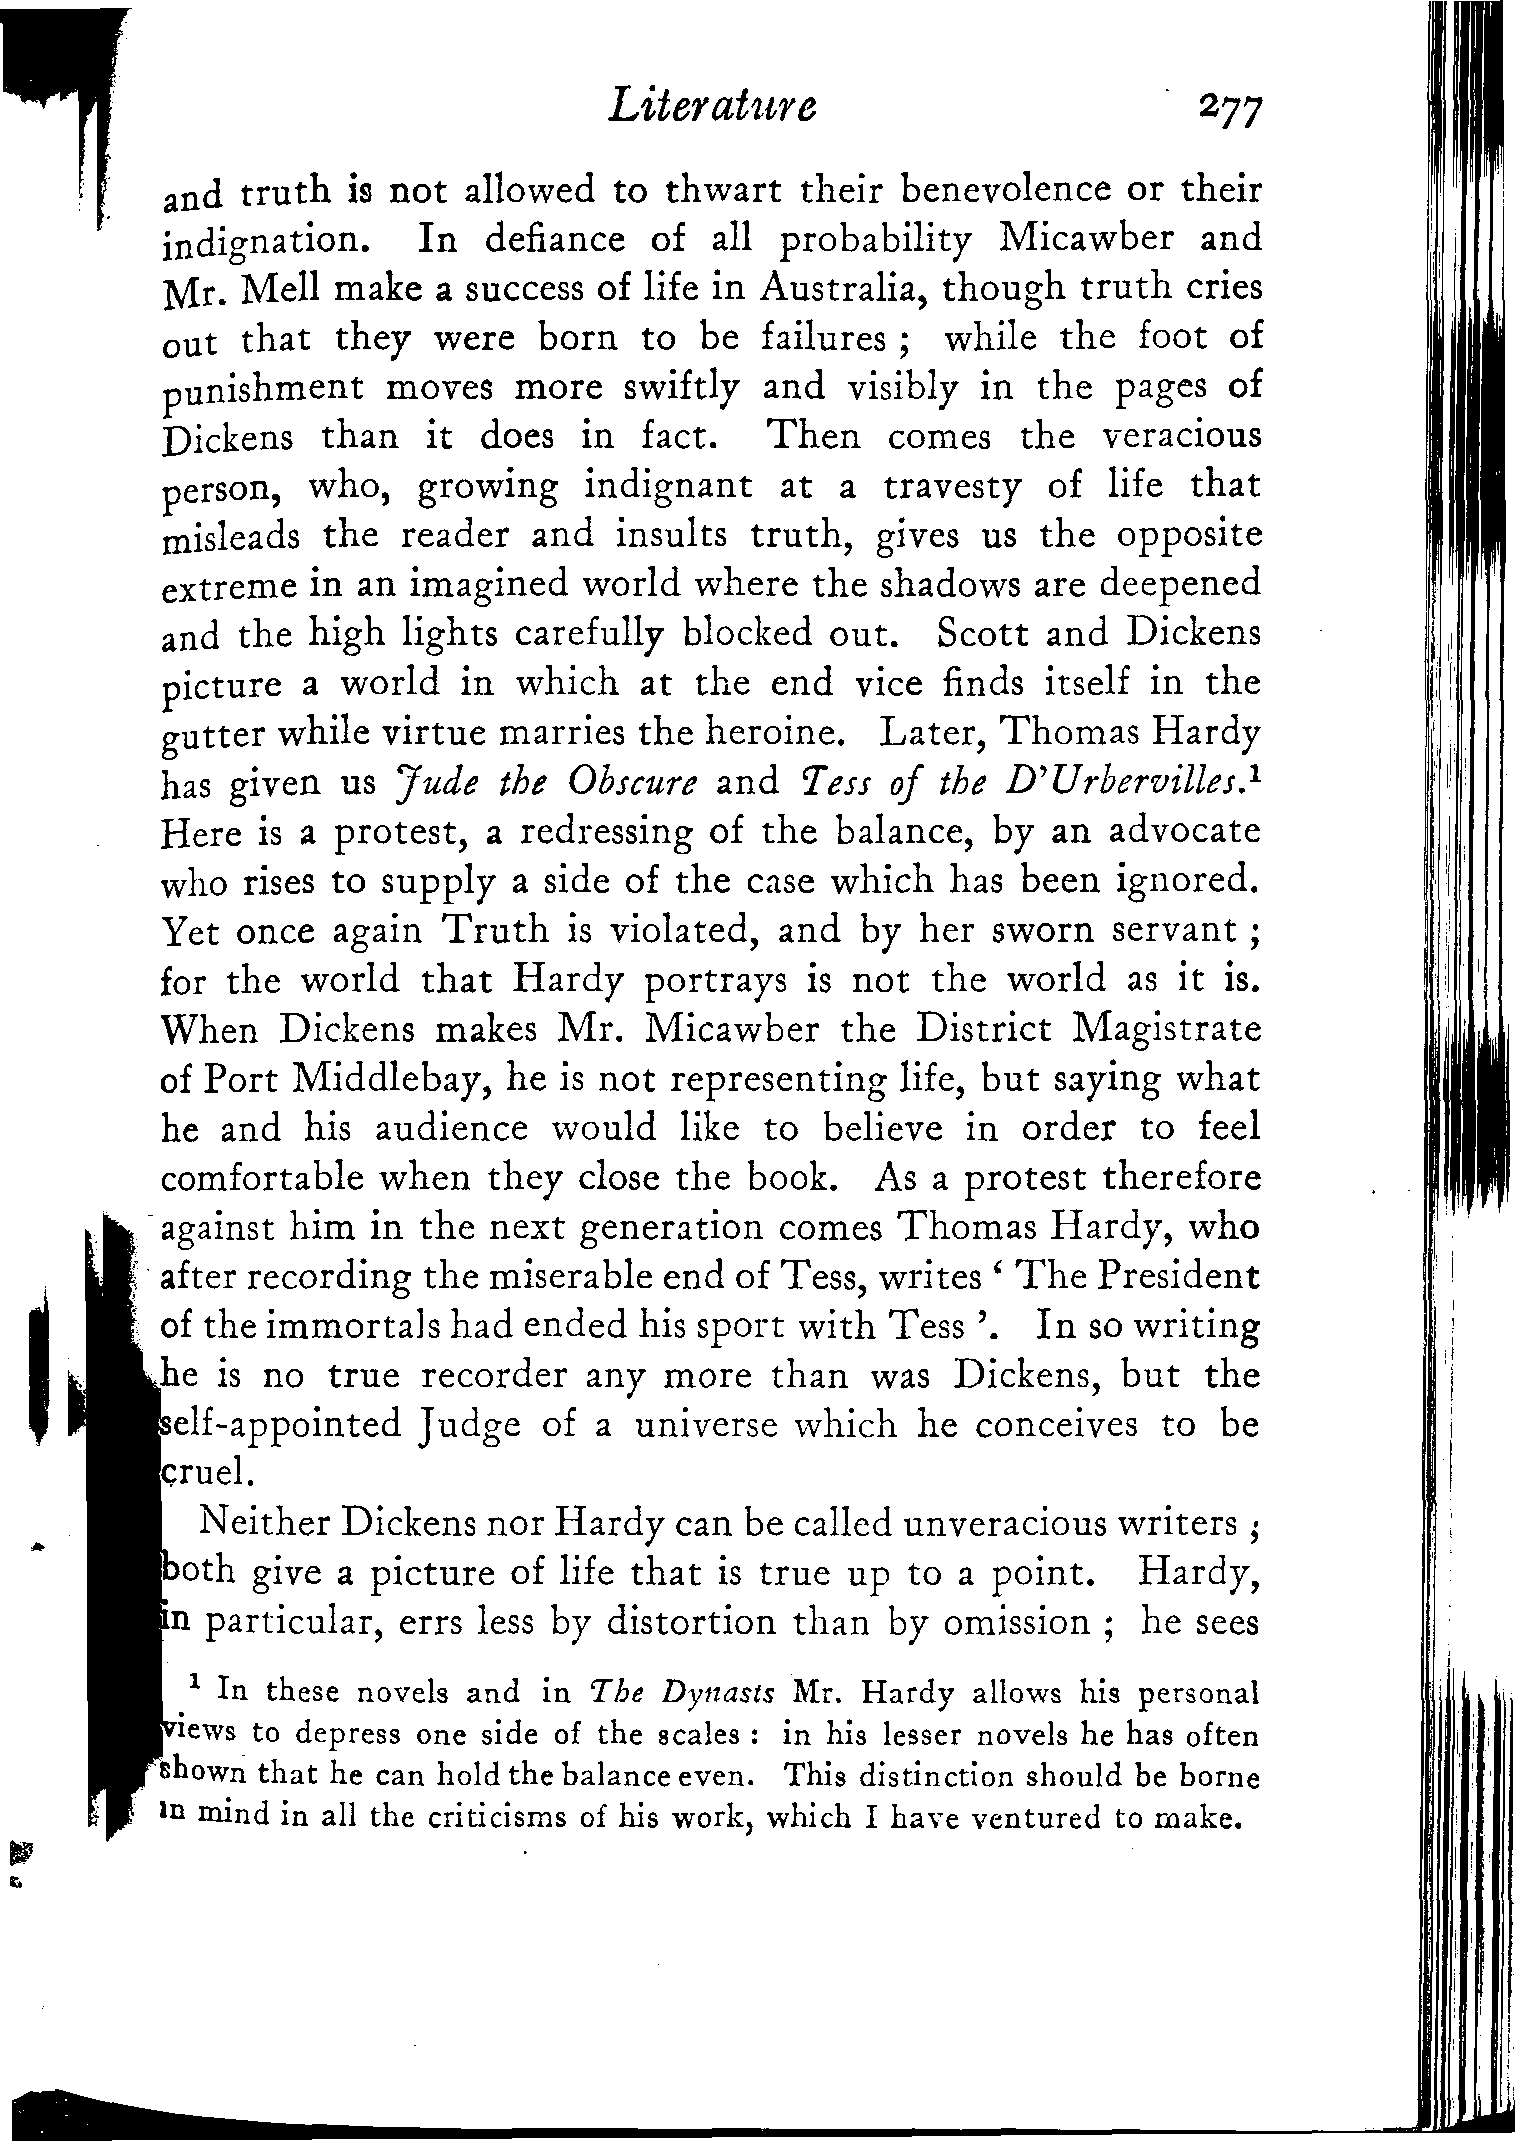 Literature 277
and truth is not allowed to thwart their benevolence or their
indignation. In defiance of all probability Micawber and
Mr. Mell make a success of life in Australia, though truth cries
out that they were born to be failures ; while the foot of
punishment moves more swiftly and visibly in the pages of
Dickens than it does in fact. Then comes the veracious
person, who, growing indignant at a travesty of life that
misleads the reader and insults truth, gives us the opposite
extreme in an imagined world where the shadows are deepened
and the high lights carefully blocked out. Scott and Dickens
picture a world in which at the end vice finds itself in the
gutter while virtue marries the heroine. Later, Thomas Hardy
has given us Jude the Obscure and Tess of the D'Urbervilles.¹
Here is a protest, a redressing of the balance, by an advocate
who rises to supply a side of the case which has been ignored.
Yet once again Truth is violated, and by her sworn servant ;
for the world that Hardy portrays is not the world as it is.
When Dickens makes Mr. Micawber the District Magistrate
of Port Middlebay, he is not representing life, but saying what
he and his audience would like to believe in order to feel
comfortable when they close the book. As a protest therefore
against him in the next generation comes Thomas Hardy, who
after recording the miserable end of Tess, writes ‘ The President
of the immortals had ended his sport with Tess ’. In so writing
he is no true recorder any more than was Dickens, but the
self-appointed Judge of a universe which he conceives to be
cruel.
Neither Dickens nor Hardy can be called unveracious writers ;
both give a picture of life that is true up to a point. Hardy,
in particular, errs less by distortion than by omission ; he sees
¹ In these novels and in The Dynasts Mr. Hardy allows his personal
views to depress one side of the scales : in his lesser novels he has often
shown that he can hold the balance even. This distinction should be borne
in mind in all the criticisms of his work, which I have ventured to make.